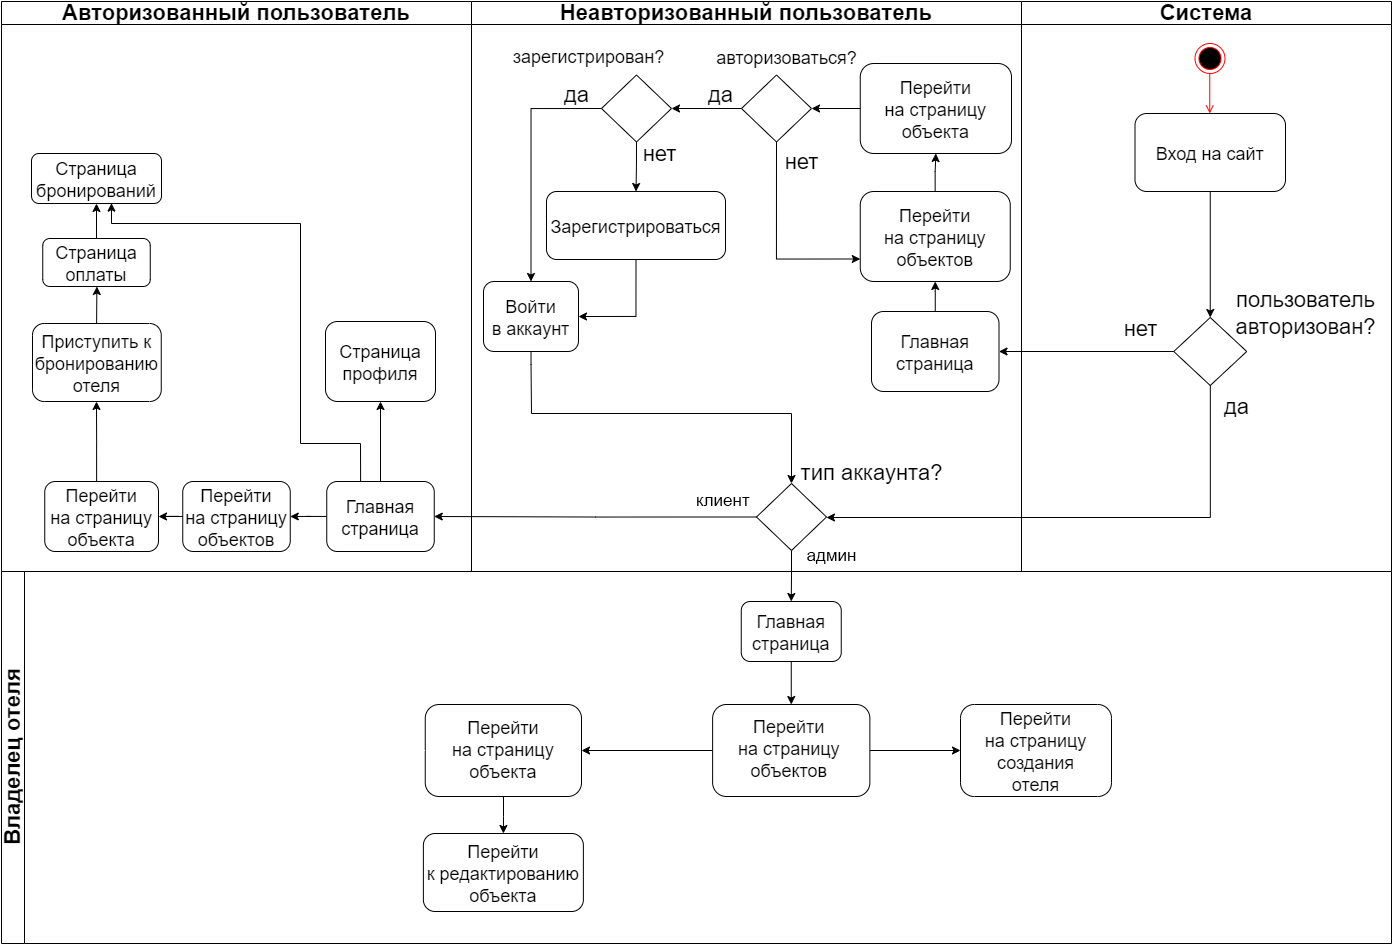 Авторизованный пользователь
Неавторизованный пользователь
Система
зарегистрирован?
авторизоваться?
да
да
нет
нет
Перейти
на страницу
объекта
Вход на сайт
Страница
бронирований
Зарегистрироваться
Перейти
на страницу
объектов
Страница
оплаты
Войти
в аккаунт
Главная
страница
нет
пользователь
авторизован?
да
Приступить к
бронированию
отеля
Страница
профиля
тип аккаунта?
клиент
админ
Перейти
на страницу
объекта
Перейти
на страницу
объектов
Главная
страница
Владелец отеля
Главная
страница
Перейти
на страницу
объекта
Перейти
на страницу
объектов
Перейти
на страницу
создания
отеля
Перейти
к редактированию
объекта